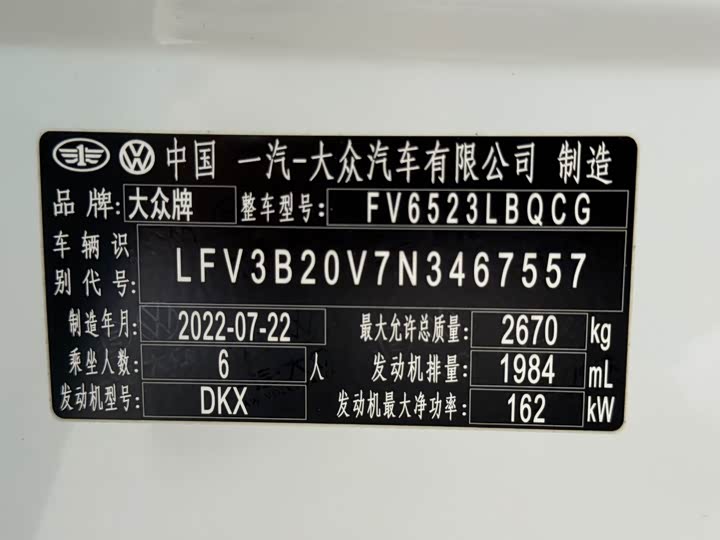 中国 一汽-大众汽车有限公司 制造
品 牌: 大众牌 整车型号: FV6523LBQCG
车辆识别代号: LFV3B20V7N3467557
制造年月: 2022-07-22 最大允许总质量: 2670 kg
乘坐人数: 6 人 发动机排量: 1984 mL
发动机型号: DKX 发动机最大净功率: 162 kW